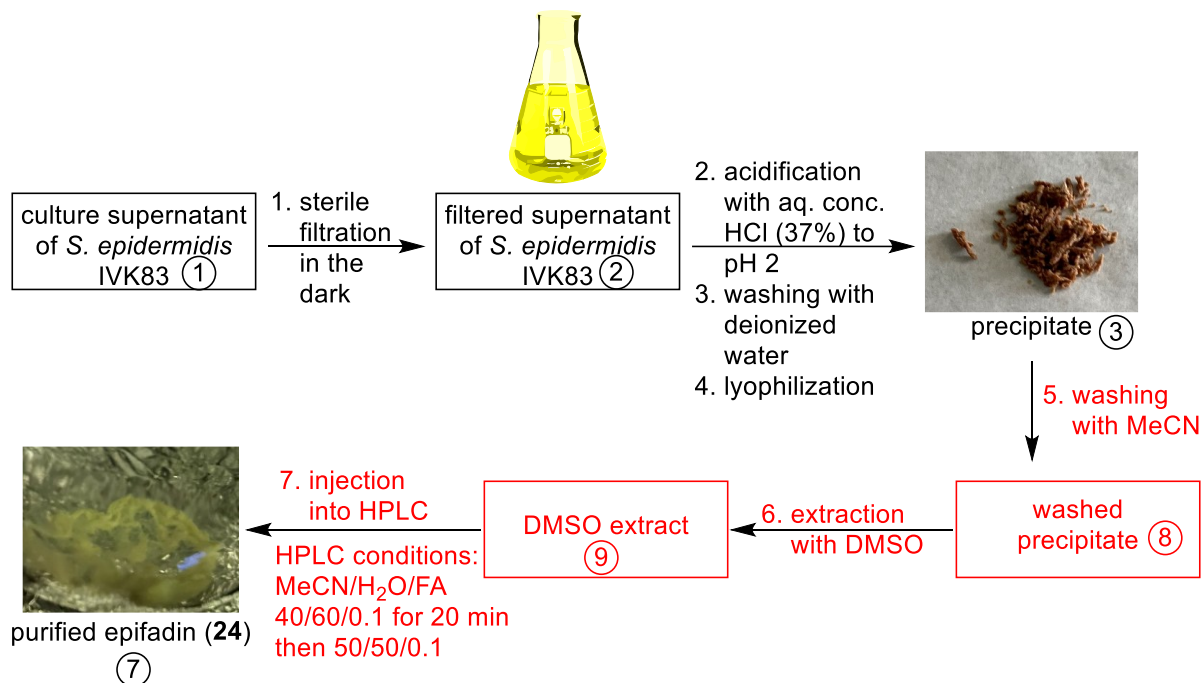 culture supernatant
of S. epidermidis
IVK83 ①
1. sterile
filtration
in the
dark
filtered supernatant
of S. epidermidis
IVK83 ②
2. acidification
with aq. conc.
HCl (37%) to
pH 2
3. washing with
deionized
water
4. lyophilization
precipitate ③
5. washing
with MeCN
washed
precipitate ⑧
6. extraction
with DMSO
DMSO extract
⑨
7. injection
into HPLC
HPLC conditions:
MeCN/H₂O/FA
40/60/0.1 for 20 min
then 50/50/0.1
purified epifadin (24)
⑦